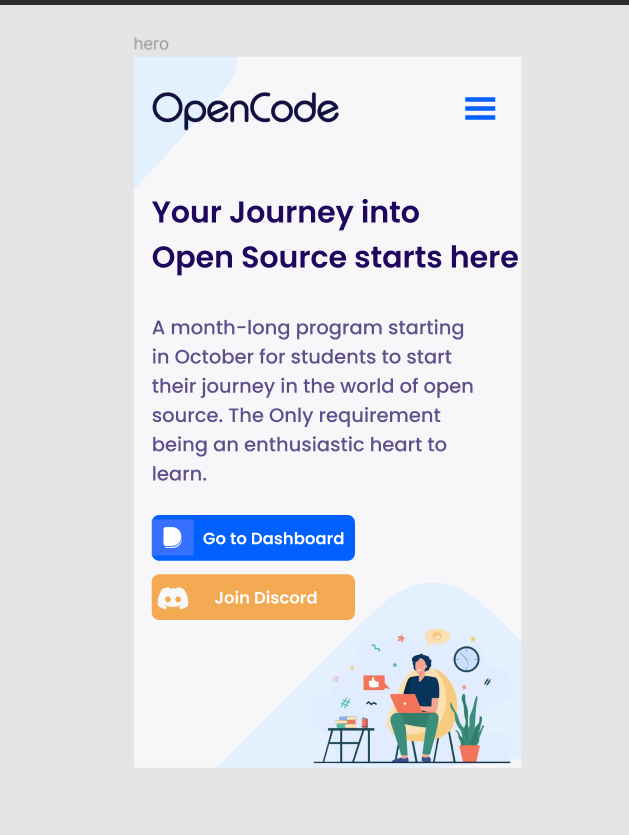 hero
OpenCode
Your Journey into
Open Source starts here
A month-long program starting
in October for students to start
their journey in the world of open
source. The Only requirement
being an enthusiastic heart to
learn.
Go to Dashboard
Join Discord